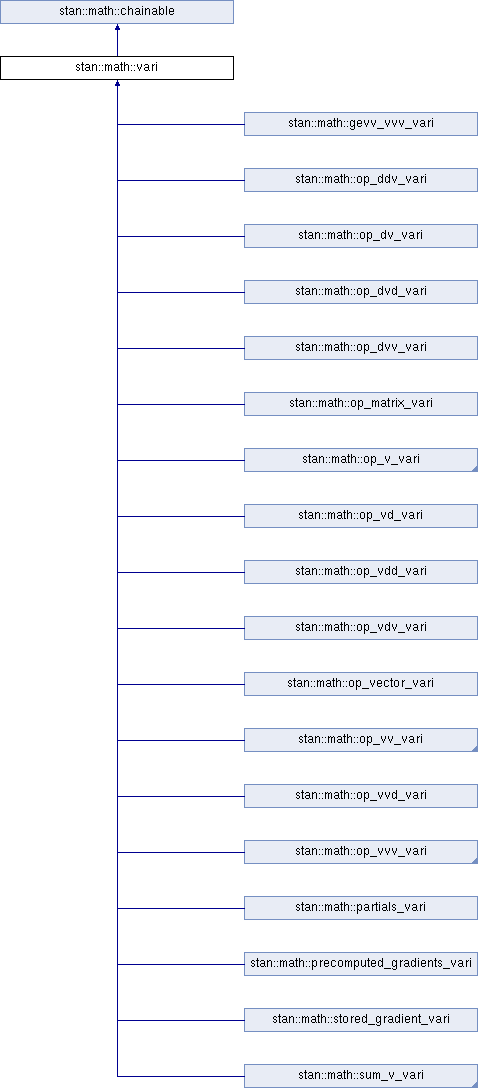 stan::math::chainable
stan::math::vari
stan::math::gevv_vvv_vari
stan::math::op_ddv_vari
stan::math::op_dv_vari
stan::math::op_dvd_vari
stan::math::op_dvv_vari
stan::math::op_matrix_vari
stan::math::op_v_vari
stan::math::op_vd_vari
stan::math::op_vdd_vari
stan::math::op_vdv_vari
stan::math::op_vector_vari
stan::math::op_vv_vari
stan::math::op_vvd_vari
stan::math::op_vvv_vari
stan::math::partials_vari
stan::math::precomputed_gradients_vari
stan::math::stored_gradient_vari
stan::math::sum_v_vari